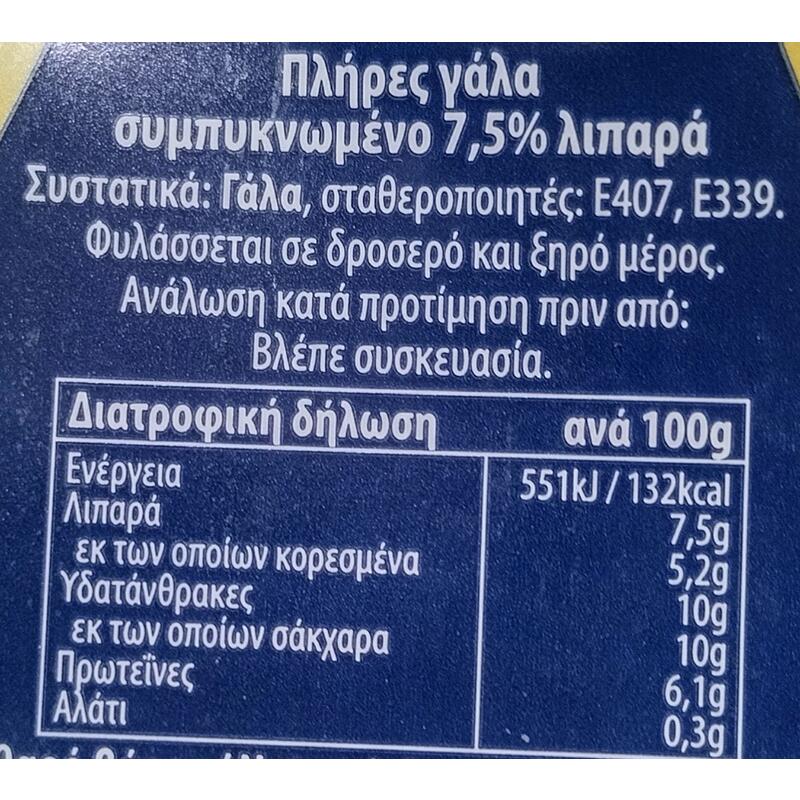 Πλήρες γάλα
συμπυκνωμένο 7,5% λιπαρά
Συστατικά: Γάλα, σταθεροποιητές: Ε407, Ε339.
Φυλάσσεται σε δροσερό και ξηρό μέρος.
Ανάλωση κατά προτίμηση πριν από:
Βλέπε συσκευασία.
Διατροφική δήλωση ανά 100g
Ενέργεια 551kJ / 132kcal
Λιπαρά 7,5g
εκ των οποίων κορεσμένα 5,2g
Υδατάνθρακες 10g
εκ των οποίων σάκχαρα 10g
Πρωτεΐνες 6,1g
Αλάτι 0,3g